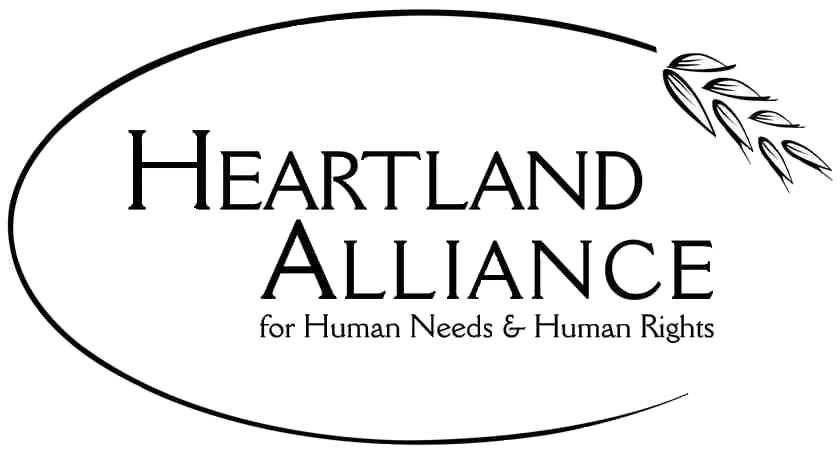 HEARTLAND
ALLIANCE
for Human Needs & Human Rights